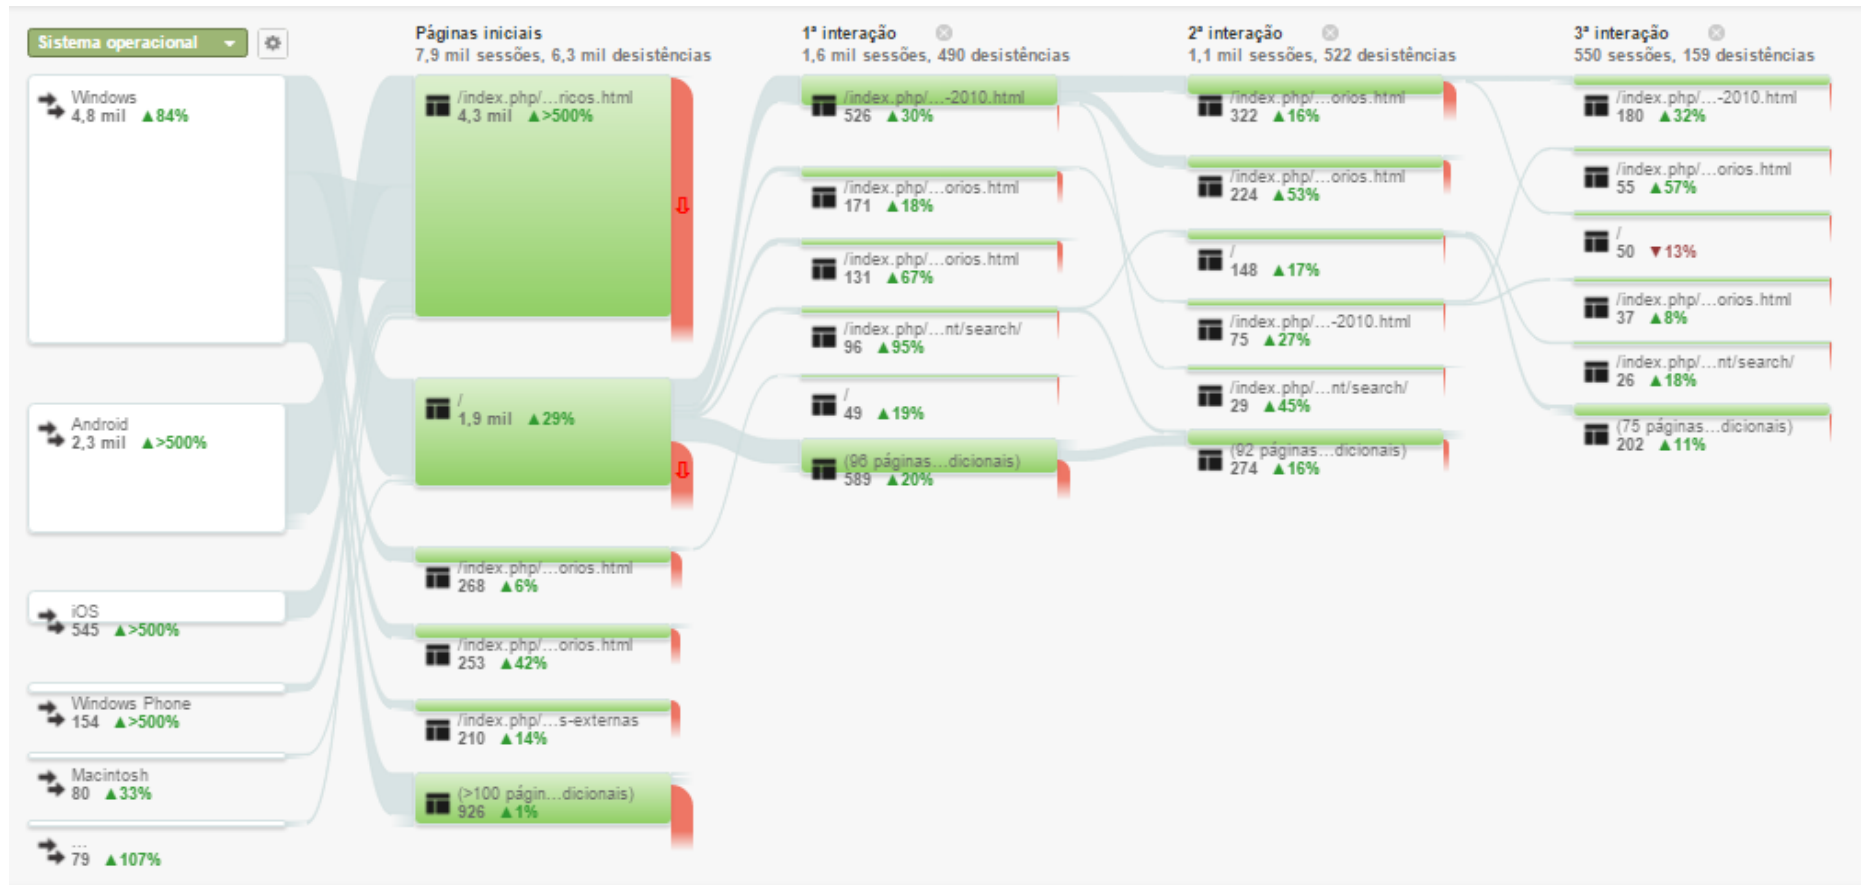 Sistema operacional
Windows
4,8 mil ▲84%
Android
2,3 mil ▲>500%
iOS
545 ▲>500%
Windows Phone
154 ▲>500%
Macintosh
80 ▲33%
...
79 ▲107%
Páginas iniciais
7,9 mil sessões, 6,3 mil desistências
/index.php/...ricos.html
4,3 mil ▲>500%
/
1,9 mil ▲29%
/index.php/...orios.html
268 ▲6%
/index.php/...orios.html
253 ▲42%
/index.php/...s-externas
210 ▲14%
(>100 págin...dicionais)
926 ▲1%
1ª interação
1,6 mil sessões, 490 desistências
/index.php/...-2010.html
526 ▲30%
/index.php/...orios.html
171 ▲18%
/index.php/...orios.html
131 ▲67%
/index.php/...nt/search/
96 ▲95%
/
49 ▲19%
(96 páginas...dicionais)
589 ▲20%
2ª interação
1,1 mil sessões, 522 desistências
/index.php/...orios.html
322 ▲16%
/index.php/...orios.html
224 ▲53%
/
148 ▲17%
/index.php/...-2010.html
75 ▲27%
/index.php/...nt/search/
29 ▲45%
(92 páginas...dicionais)
274 ▲16%
3ª interação
550 sessões, 159 desistências
/index.php/...-2010.html
180 ▲32%
/index.php/...orios.html
55 ▲57%
/
50 ▼13%
/index.php/...orios.html
37 ▲8%
/index.php/...nt/search/
26 ▲18%
(75 páginas...dicionais)
202 ▲11%